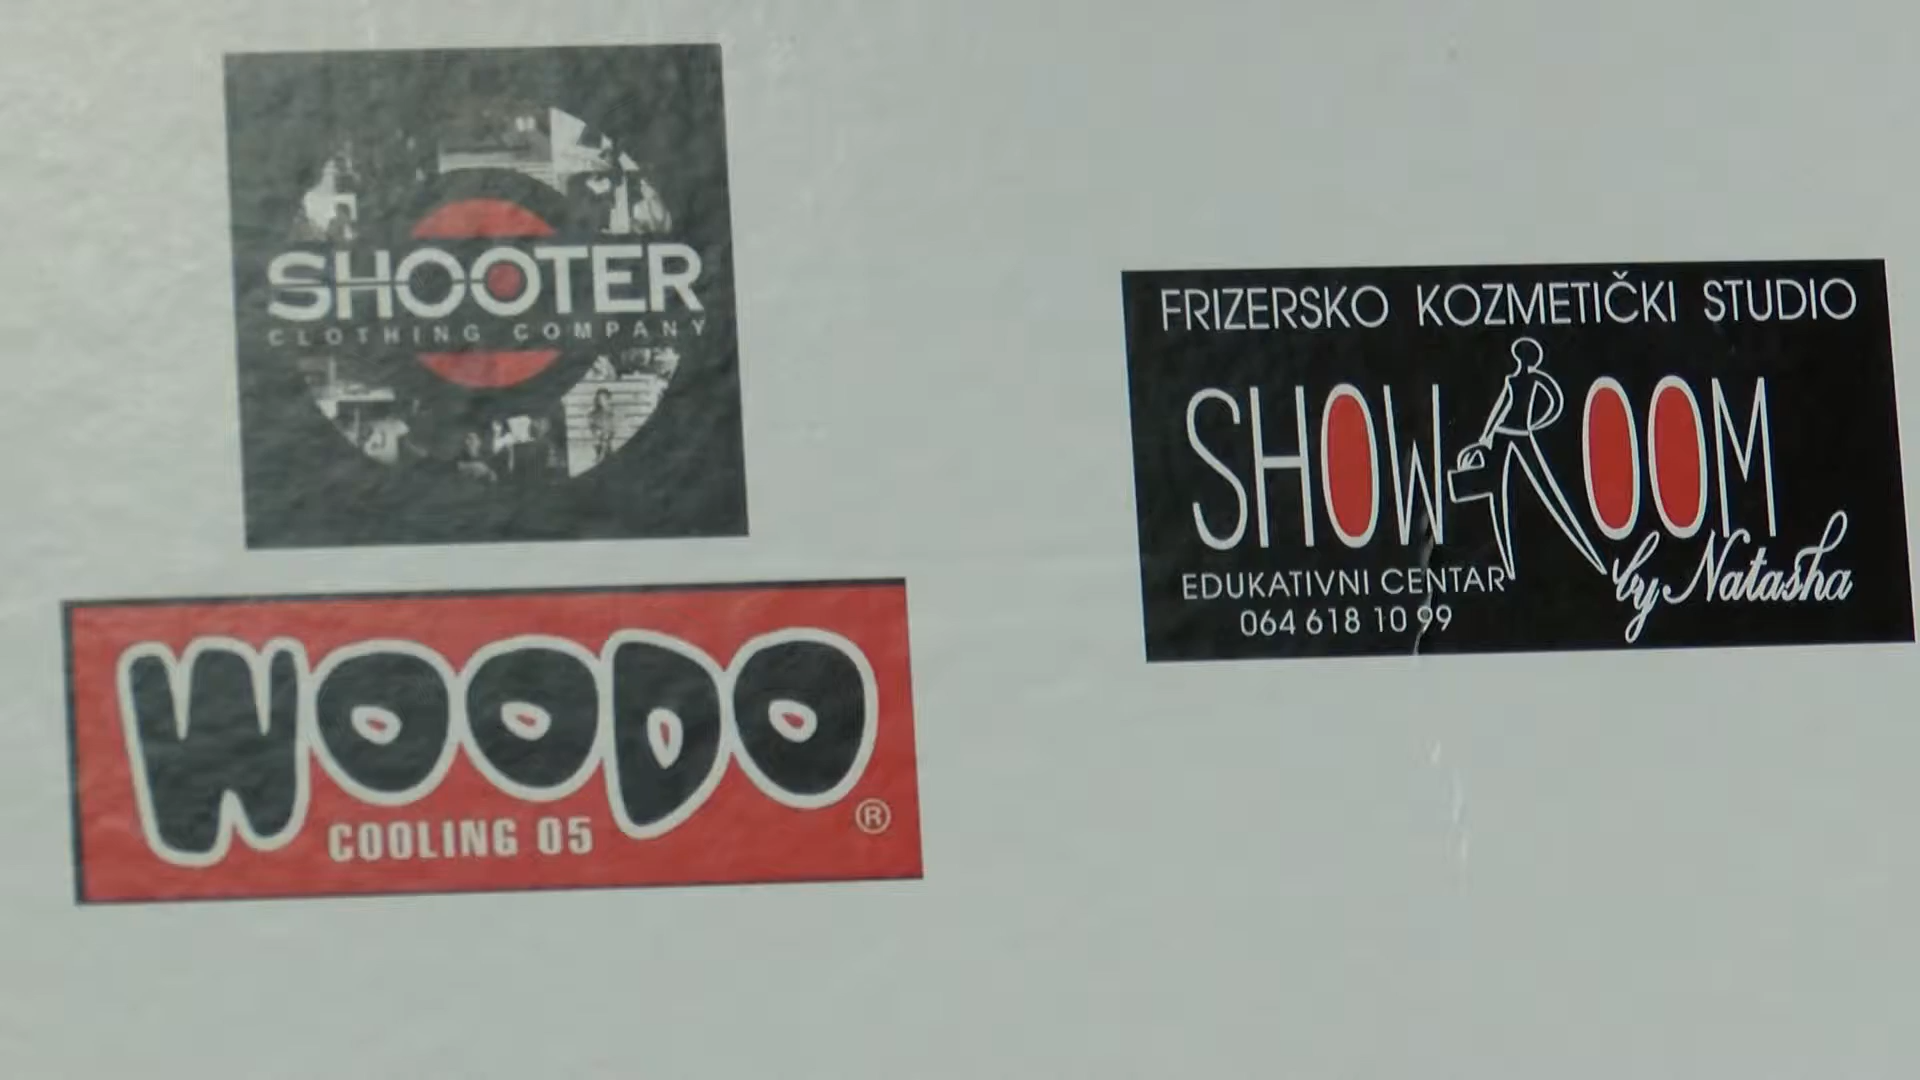 SHOOTER
CLOTHING COMPANY
WOODO
COOLING 05
®
FRIZERSKO KOZMETIČKI STUDIO
SHOWROOM
by Natasha
EDUKATIVNI CENTAR
064 618 10 99